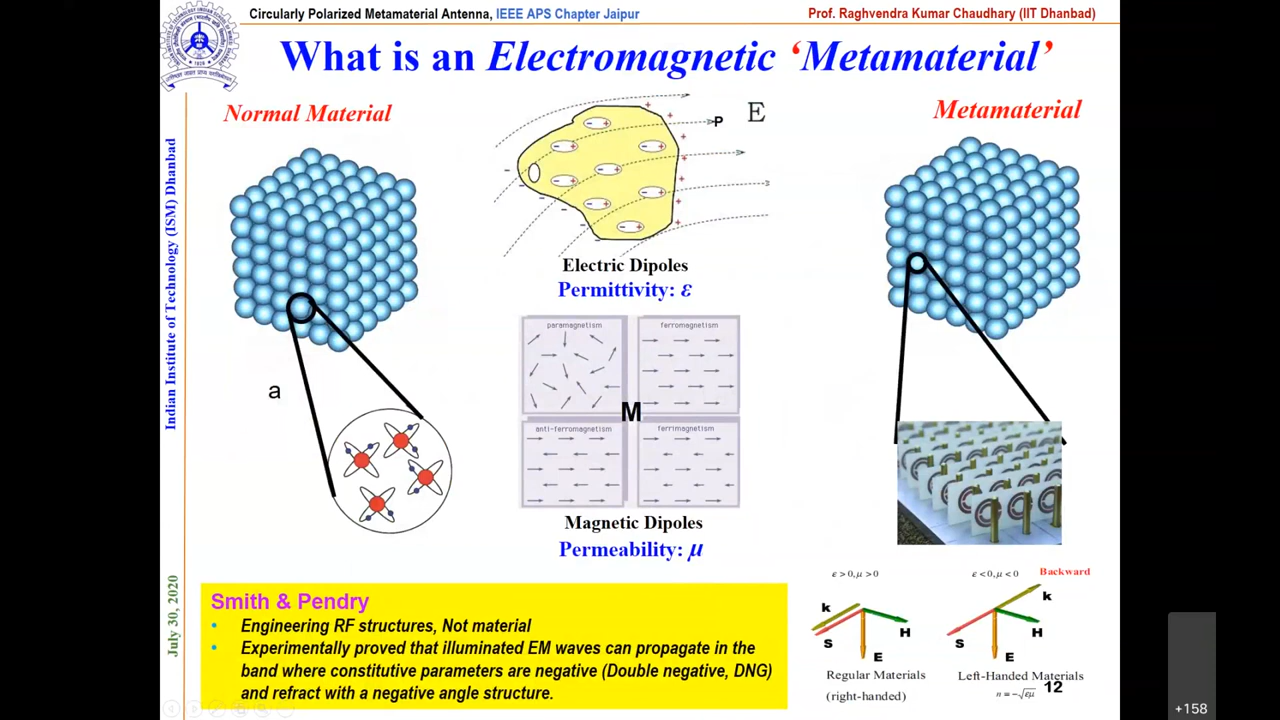 Circularly Polarized Metamaterial Antenna, IEEE APS Chapter Jaipur
Prof. Raghvendra Kumar Chaudhary (IIT Dhanbad)
What is an Electromagnetic ‘Metamaterial’
Indian Institute of Technology (ISM) Dhanbad
July 30, 2020
Normal Material
a
P
E
Electric Dipoles
Permittivity: ε
paramagnetism
ferromagnetism
M
anti-ferromagnetism
ferrimagnetism
Magnetic Dipoles
Permeability: μ
Metamaterial
Smith & Pendry
• Engineering RF structures, Not material
• Experimentally proved that illuminated EM waves can propagate in the
band where constitutive parameters are negative (Double negative, DNG)
and refract with a negative angle structure.
ε > 0, μ > 0
k
S
H
E
Regular Materials
(right-handed)
ε < 0, μ < 0
Backward
k
S
H
E
Left-Handed Materials
n = -√εμ
12
+158